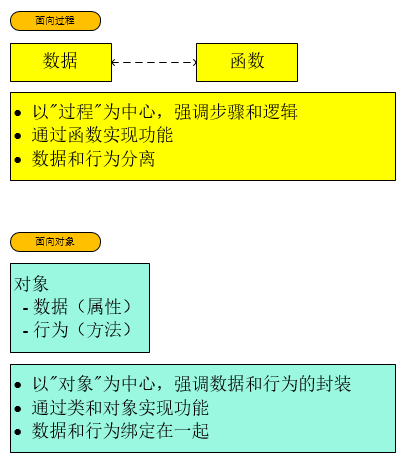 面向过程
数据
函数
● 以"过程"为中心，强调步骤和逻辑
● 通过函数实现功能
● 数据和行为分离
面向对象
对象
- 数据（属性）
- 行为（方法）
● 以"对象"为中心，强调数据和行为的封装
● 通过类和对象实现功能
● 数据和行为绑定在一起